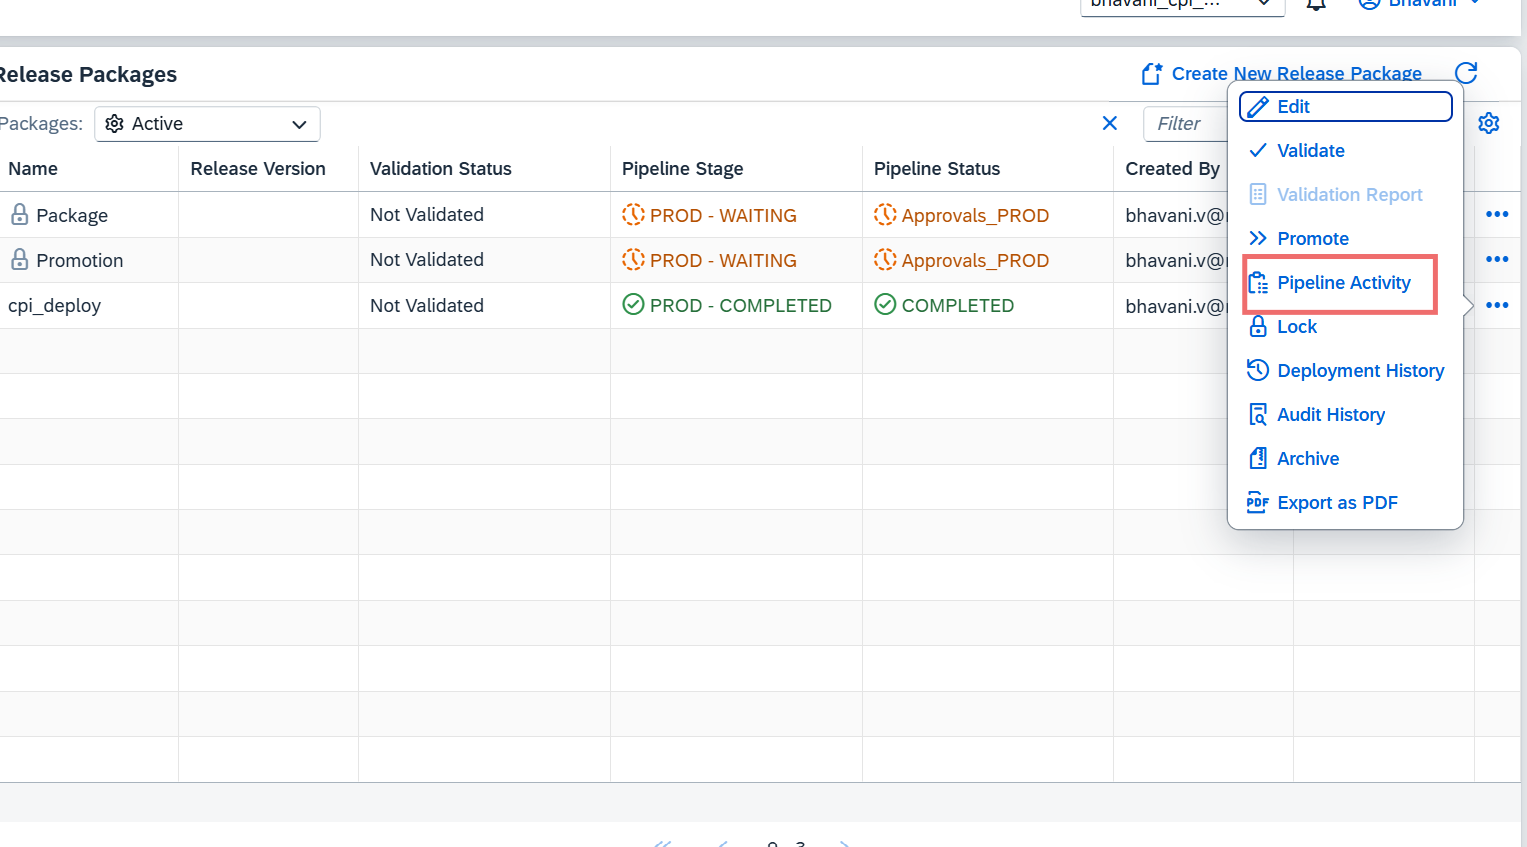 bhavani_cpi_...
Bhavani
Release Packages
Create New Release Package
Packages:
Active
Filter
Name
Release Version
Validation Status
Pipeline Stage
Pipeline Status
Created By
Package
Not Validated
PROD - WAITING
Approvals_PROD
bhavani.v@
Promotion
Not Validated
PROD - WAITING
Approvals_PROD
bhavani.v@
cpi_deploy
Not Validated
PROD - COMPLETED
COMPLETED
bhavani.v@
Edit
Validate
Validation Report
Promote
Pipeline Activity
Lock
Deployment History
Audit History
Archive
PDF
Export as PDF